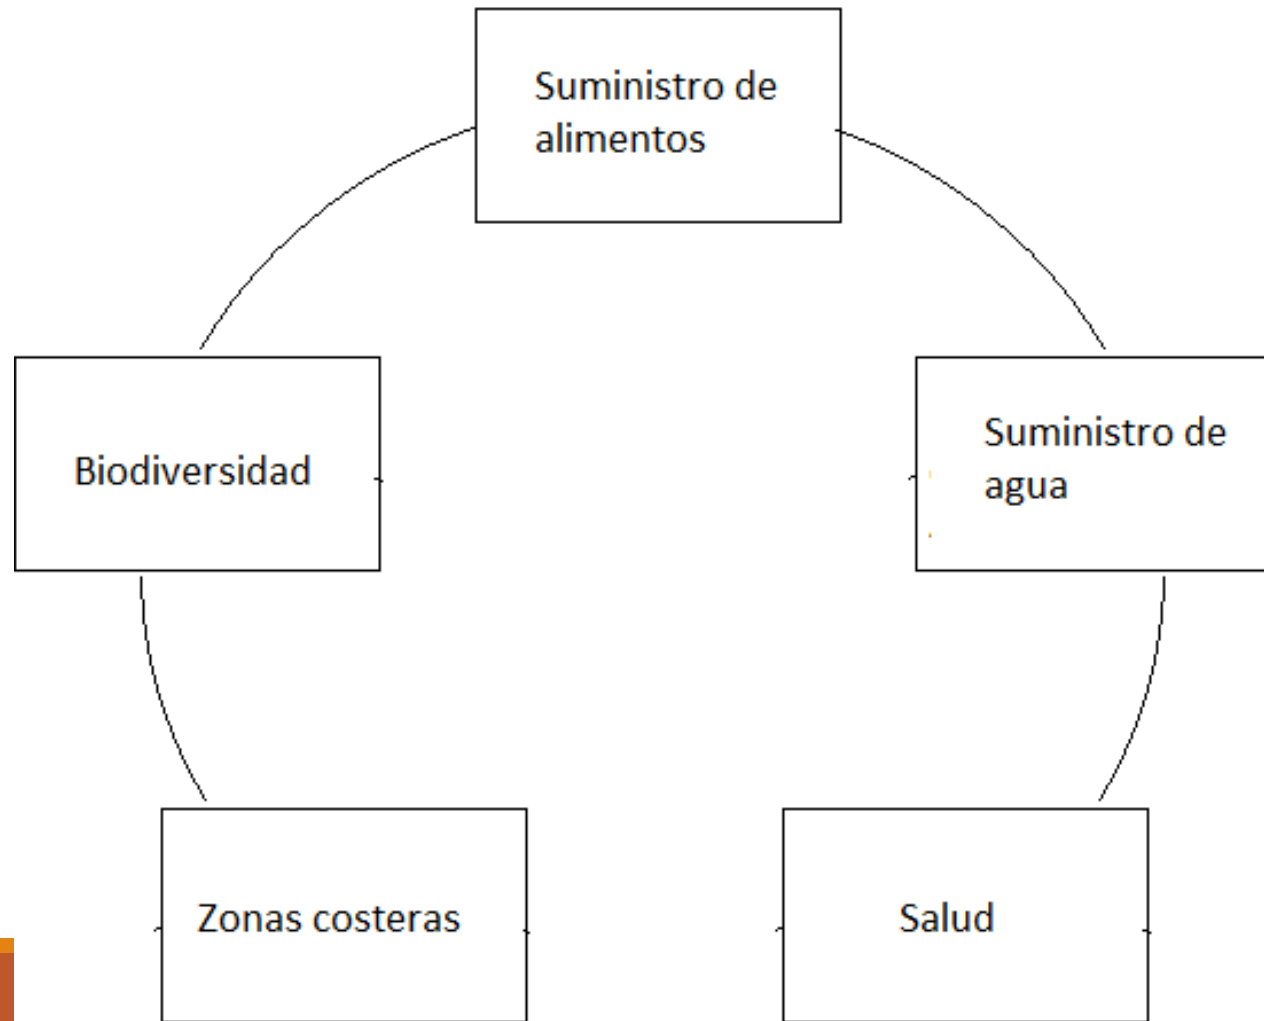 Suministro de
alimentos
Biodiversidad
Suministro de
agua
Zonas costeras
Salud